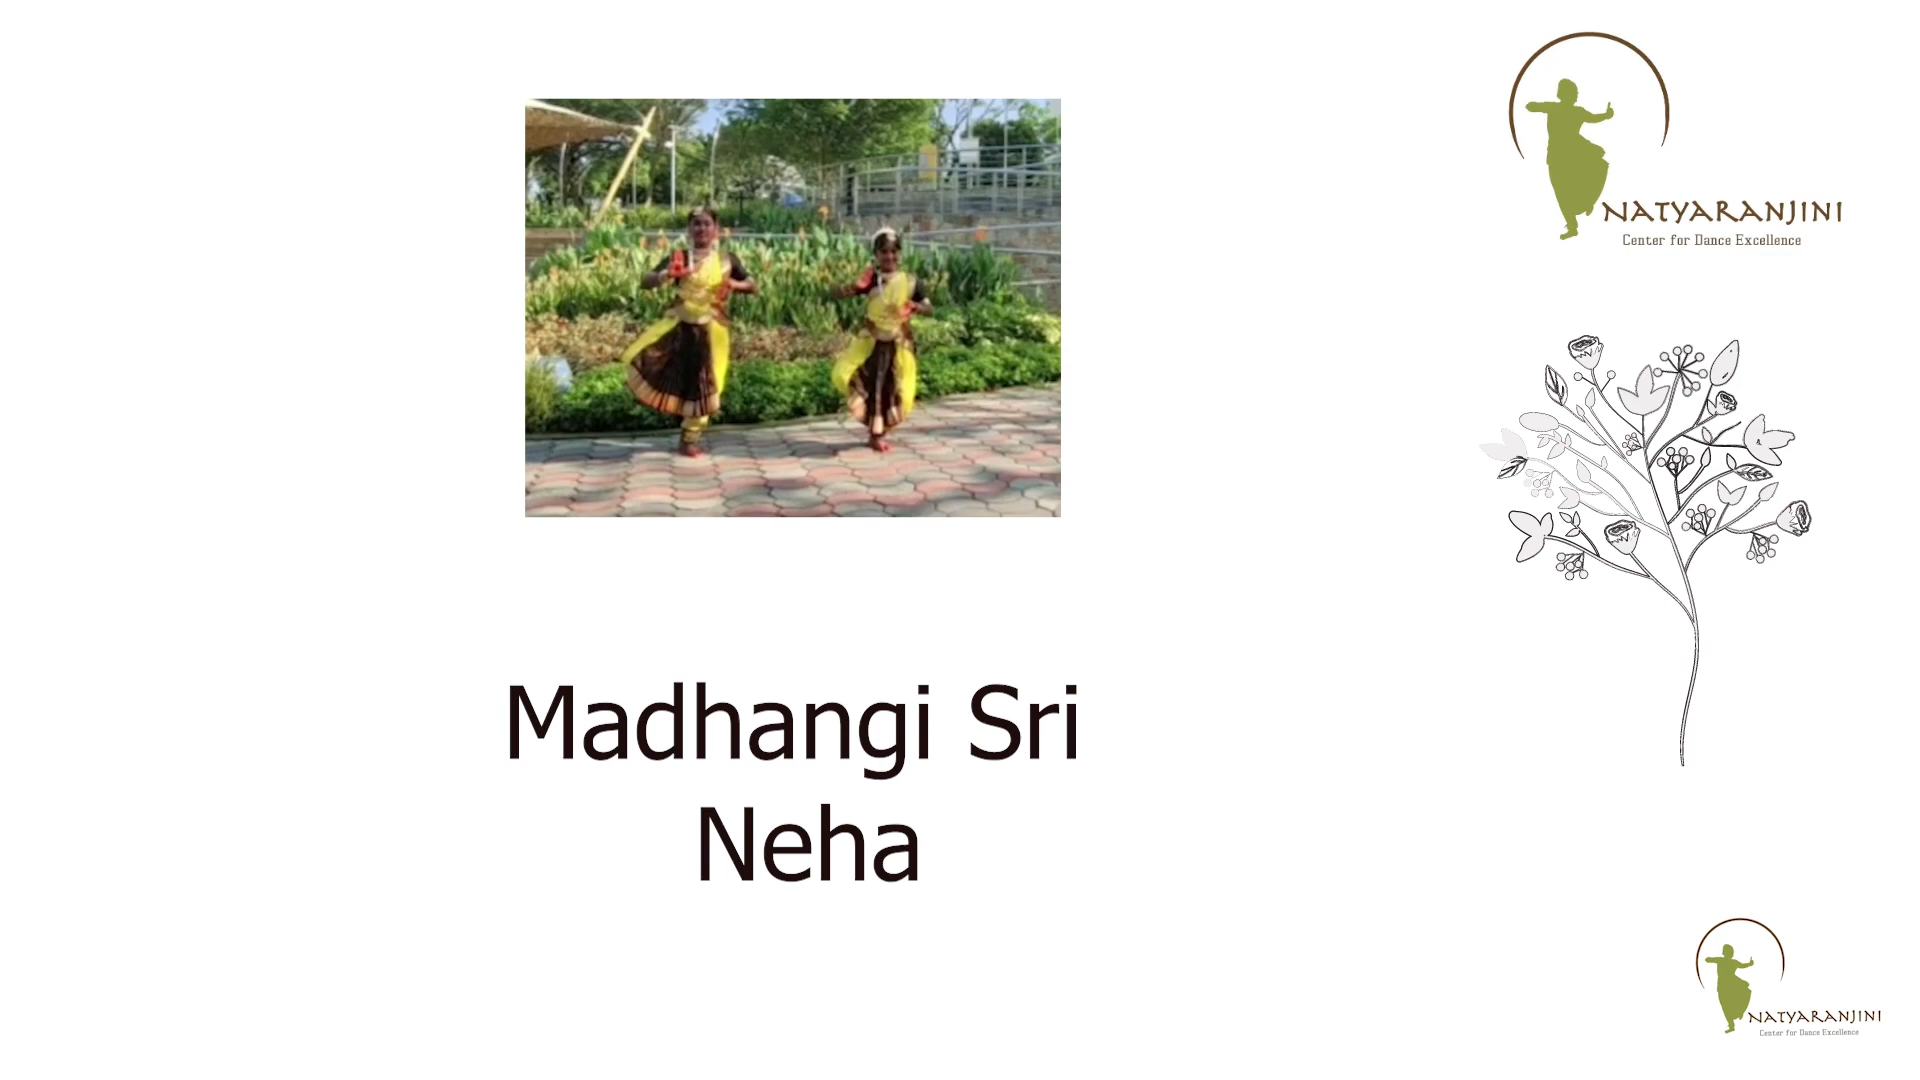 NATYARANJINI
Center for Dance Excellence
Madhangi Sri
Neha
NATYARANJINI
Center for Dance Excellence